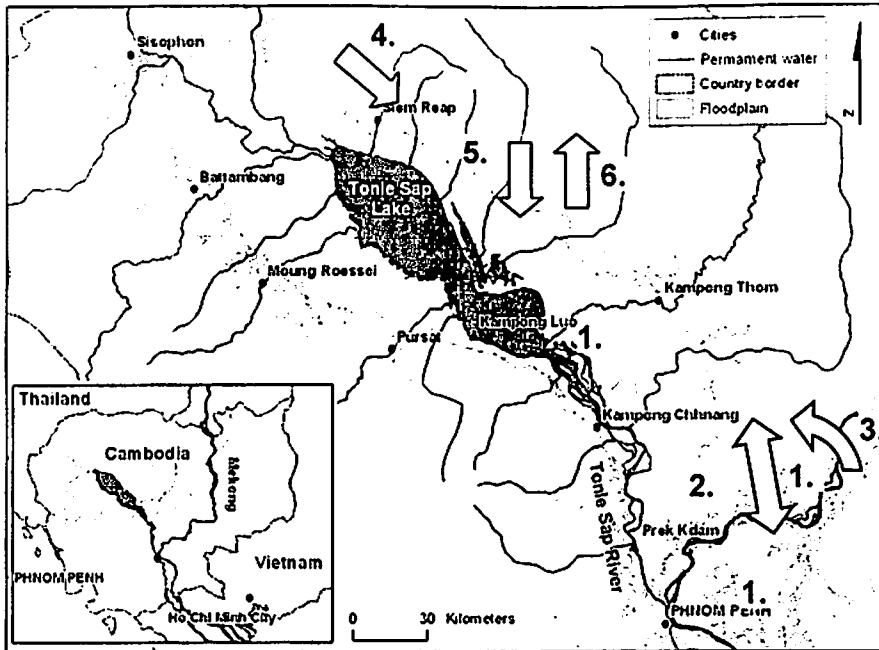 4.
Cities
Permament water
Country border
Floodplain
z
Sisophon
Siem Reap
5.
6.
Battambang
Tonle Sap
Lake
Moung Roessei
Kampong Thom
Kampong Luo
1.
Pursat
Kampong Chhnang
3.
Thailand
Cambodia
Mekong
Vietnam
PHNOM PENH
Ho Chi Minh City
Tonle Sap River
2.
1.
Prek Kdam
1.
PHNOM PENH
0 30 Kilometers